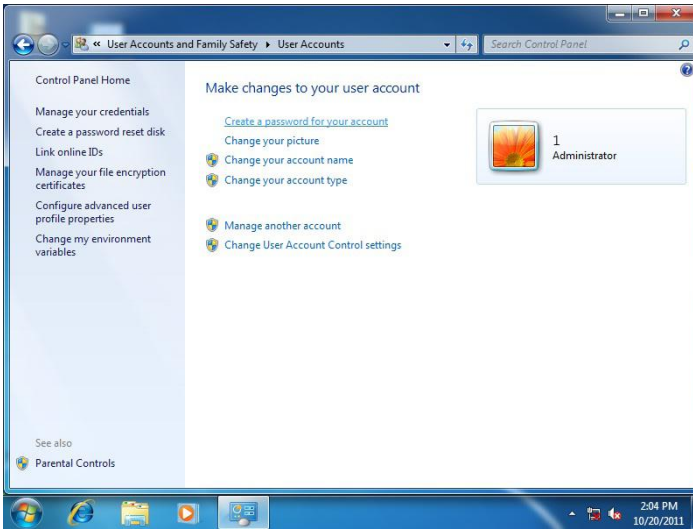 « User Accounts and Family Safety ▸ User Accounts
Search Control Panel
Control Panel Home
Manage your credentials
Create a password reset disk
Link online IDs
Manage your file encryption
certificates
Configure advanced user
profile properties
Change my environment
variables
See also
Parental Controls
Make changes to your user account
Create a password for your account
Change your picture
Change your account name
Change your account type
Manage another account
Change User Account Control settings
1
Administrator
2:04 PM
10/20/2011